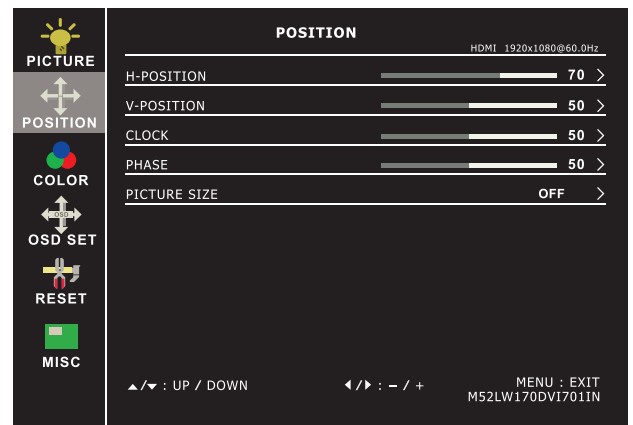 POSITION
HDMI 1920x1080@60.0Hz
PICTURE
POSITION
COLOR
OSD
OSD SET
RESET
MISC
H-POSITION 70 >
V-POSITION 50 >
CLOCK 50 >
PHASE 50 >
PICTURE SIZE OFF >
▲/▼ : UP / DOWN ◀/▶ : – / + MENU : EXIT
M52LW170DVI701IN